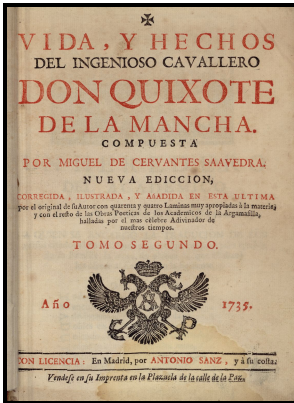 VIDA, Y HECHOS
DEL INGENIOSO CAVALLERO
DON QUIXOTE
DE LA MANCHA.
COMPUESTA
POR MIGUEL DE CERVANTES SAAVEDRA.
NUEVA EDICCION,
CORREGIDA, ILUSTRADA, Y AñADIDA EN ESTA ULTIMA
por el original de su Autor con quarenta y quatro Laminas muy apropiadas à la materia,
y con el resto de las Obras Poeticas de los Academicos de la Argamasilla,
halladas por el mas célebre Adivinador de
nuestros tiempos.
TOMO SEGUNDO.
Año 1735.
CON LICENCIA: En Madrid, por ANTONIO SANZ, y à su costa.
Vendese en su Imprenta en la Plazuela de la calle de la Paz.